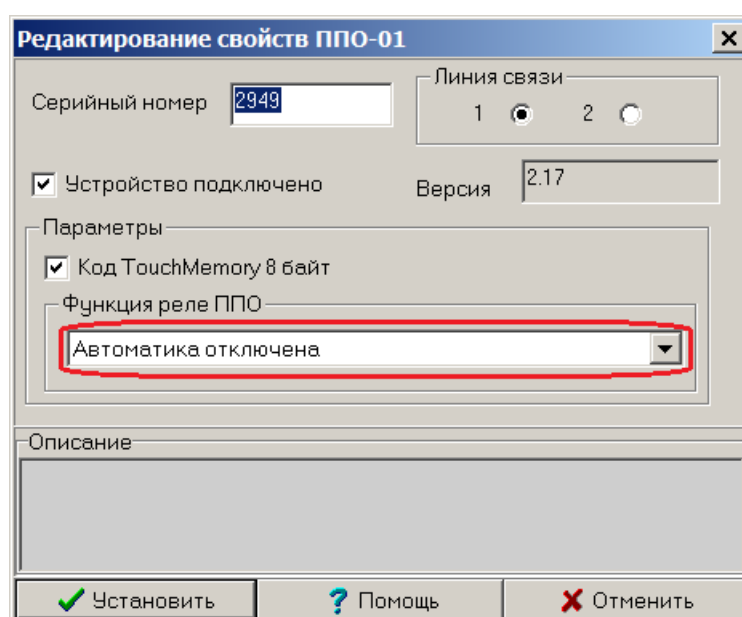 Редактирование свойств ППО-01
Серийный номер 2949
Линия связи
1 2
Устройство подключено
Версия 2.17
Параметры
Код TouchMemory 8 байт
Функция реле ППО
Автоматика отключена
Описание
Установить Помощь Отменить